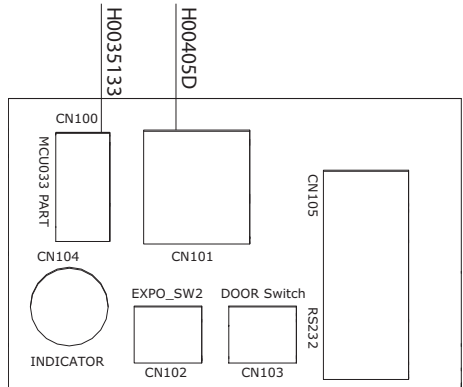 H0035133
H00405D
CN100
MCU033 PART
CN101
CN105
RS232
CN104
INDICATOR
EXPO_SW2
CN102
DOOR Switch
CN103